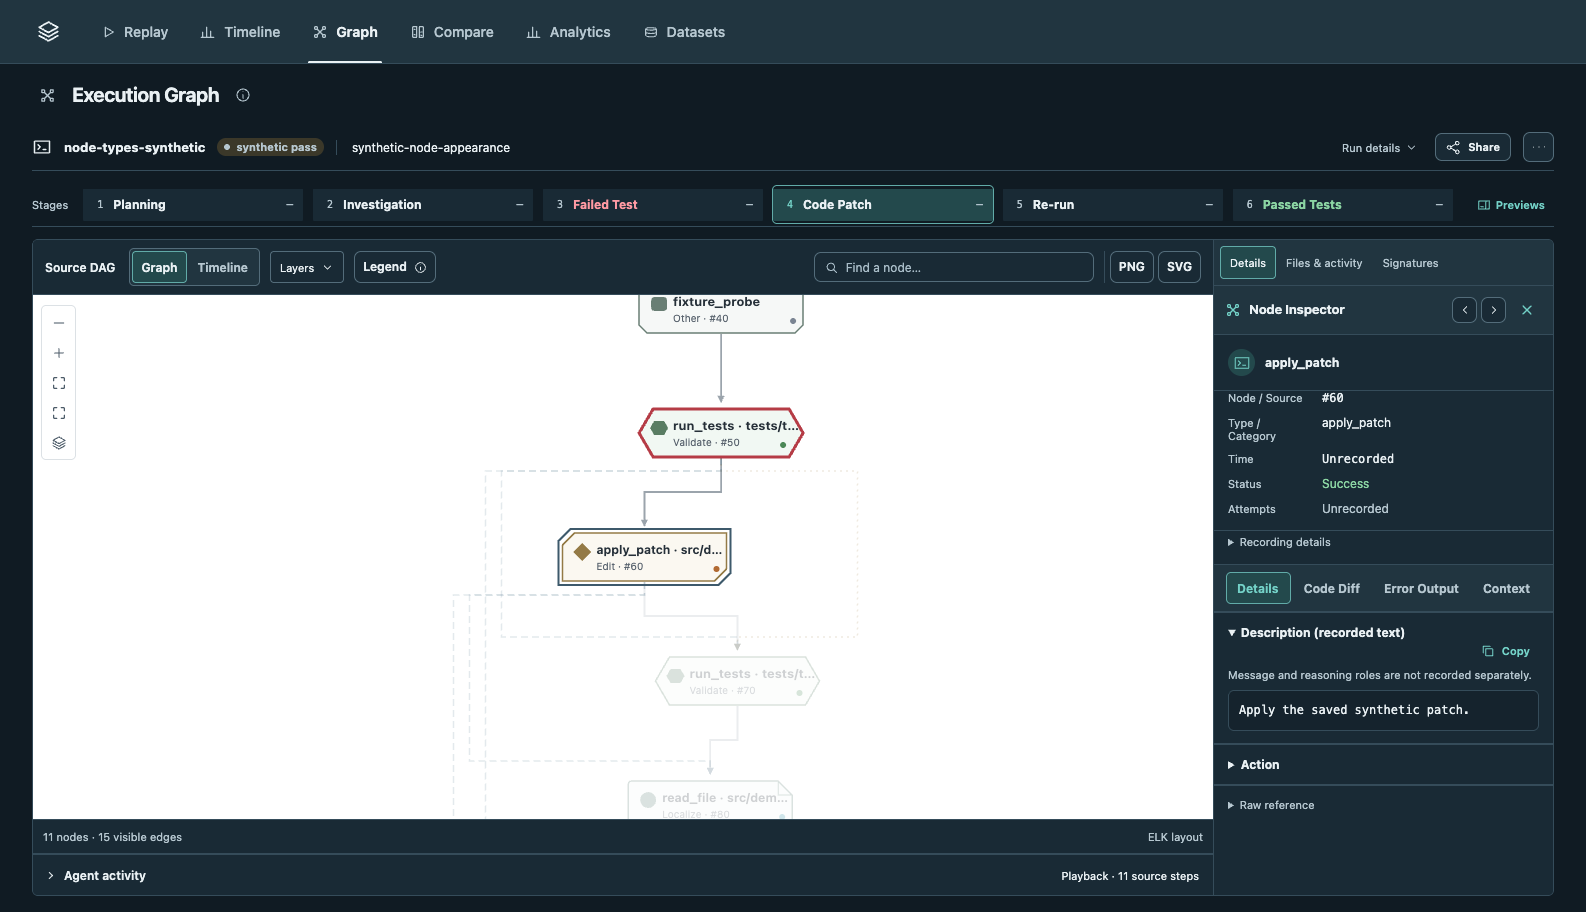 Replay
Timeline
Graph
Compare
Analytics
Datasets
Execution Graph
node-types-synthetic
synthetic pass
synthetic-node-appearance
Run details
Share
Stages
1 Planning
2 Investigation
3 Failed Test
4 Code Patch
5 Re-run
6 Passed Tests
Previews
Source DAG
Graph
Timeline
Layers
Legend
Find a node...
PNG
SVG
fixture_probe
Other · #40
run_tests · tests/t...
Validate · #50
apply_patch · src/d...
Edit · #60
run_tests · tests/t...
Validate · #70
read_file · src/dem...
Localize · #80
11 nodes · 15 visible edges
ELK layout
Agent activity
Playback · 11 source steps
Details
Files & activity
Signatures
Node Inspector
apply_patch
Node / Source #60
Type /
Category
apply_patch
Time Unrecorded
Status Success
Attempts Unrecorded
Recording details
Details
Code Diff
Error Output
Context
Description (recorded text)
Copy
Message and reasoning roles are not recorded separately.
Apply the saved synthetic patch.
Action
Raw reference